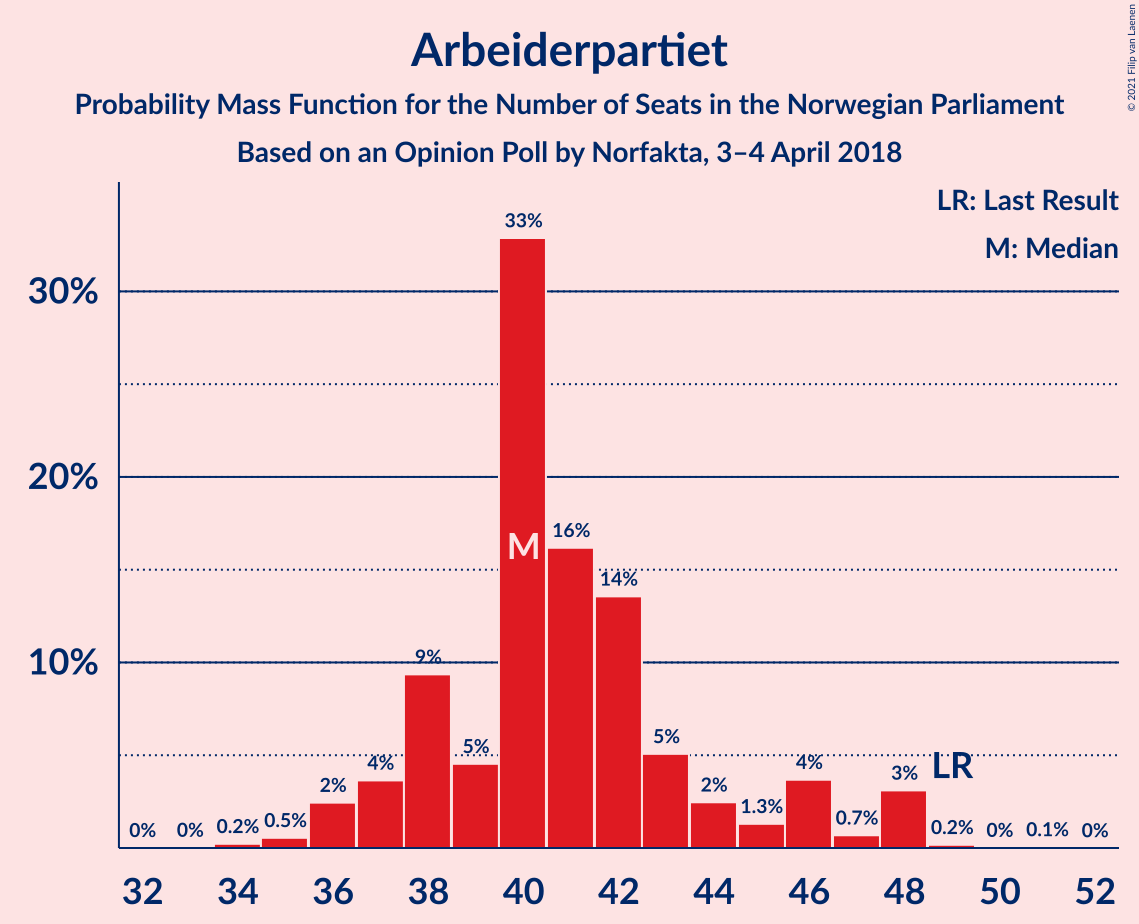 Arbeiderpartiet
Probability Mass Function for the Number of Seats in the Norwegian Parliament
Based on an Opinion Poll by Norfakta, 3–4 April 2018
© 2021 Filip van Laenen
LR: Last Result
M: Median
30%
20%
10%
0%
0%
0.2%
0.5%
2%
4%
9%
5%
33%
M
16%
14%
5%
2%
1.3%
4%
0.7%
3%
LR
0.2%
0%
0.1%
0%
32 34 36 38 40 42 44 46 48 50 52